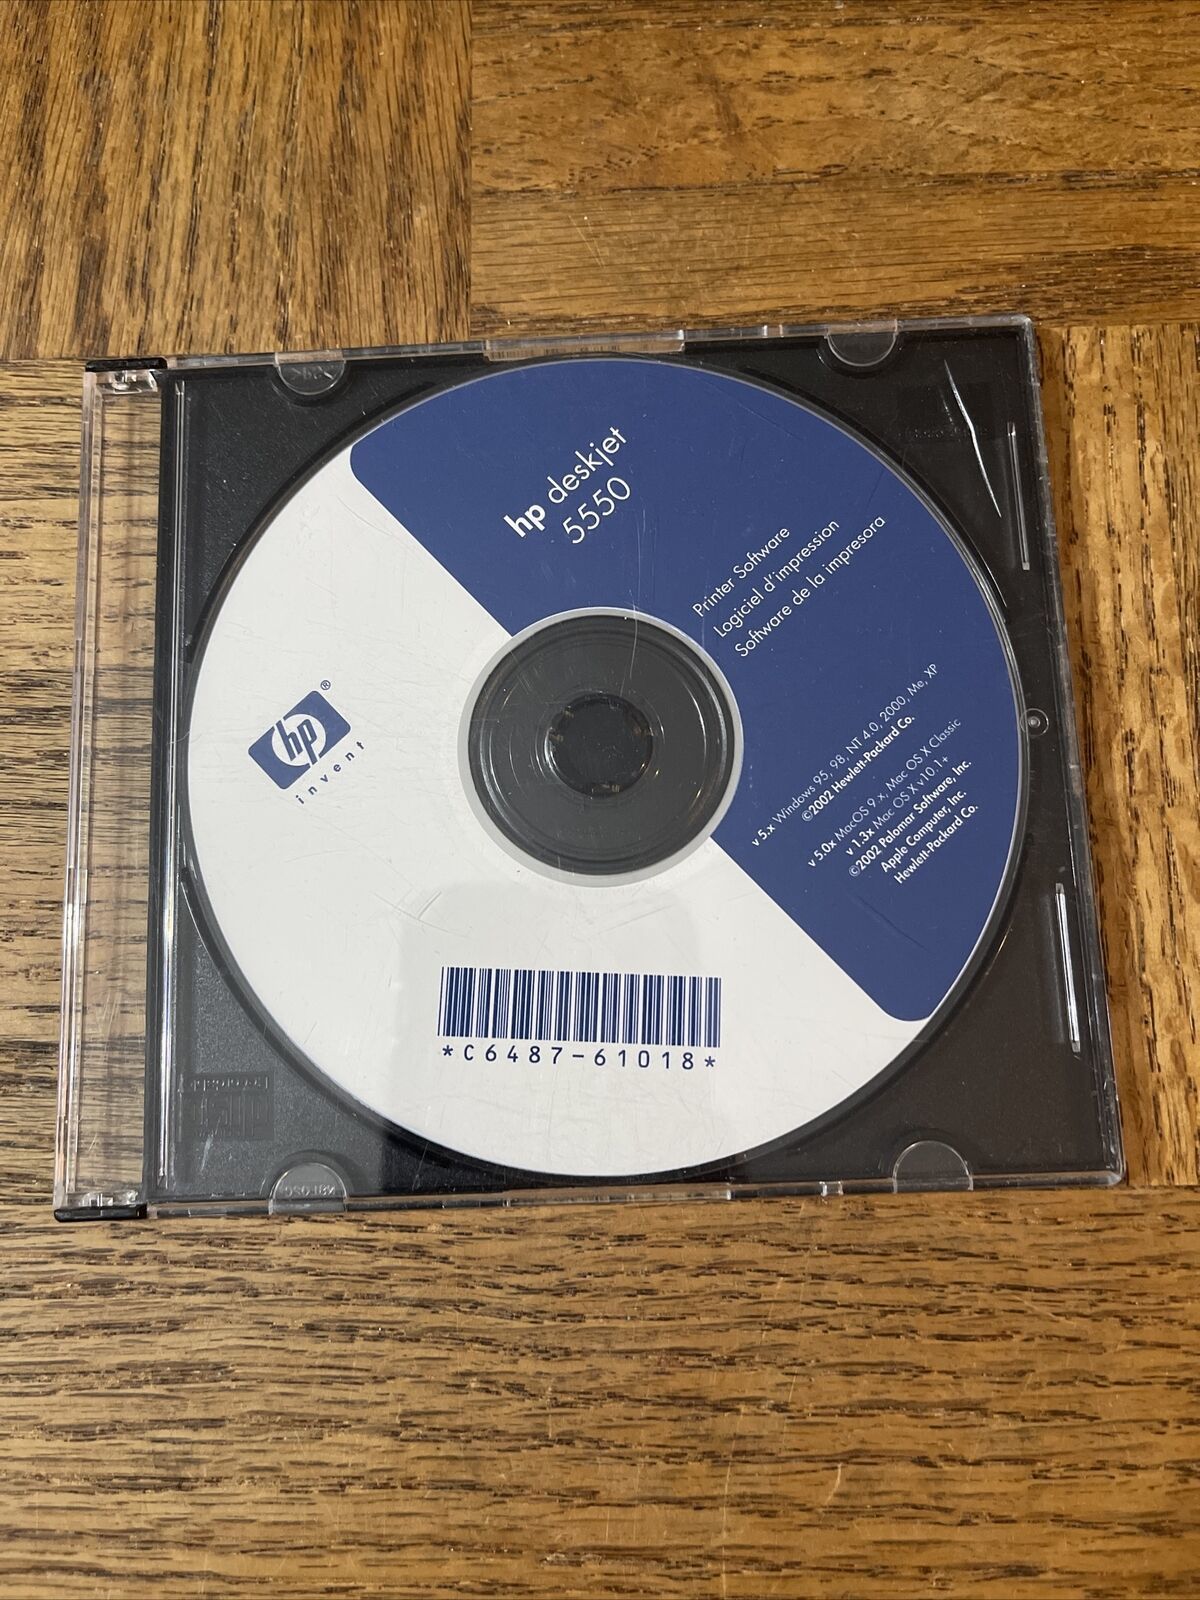 hp deskjet
5550
Printer Software
Logiciel d'impression
Software de la impresora
v 5.x Windows 95, 98, NT 4.0, 2000, Me, XP
©2002 Hewlett-Packard Co.
v 5.0x MacOS 9 x, Mac OS X Classic
v 1.3x Mac OS X v10.1+
©2002 Palomar Software, Inc.
Apple Computer, Inc.
Hewlett-Packard Co.
hp®
invent
*C6487-61018*